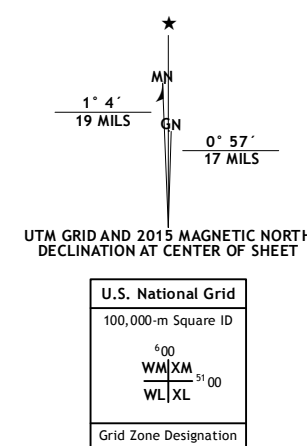 ★
MN
1° 4´
19 MILS
GN
0° 57´
17 MILS
UTM GRID AND 2015 MAGNETIC NORTH
DECLINATION AT CENTER OF SHEET
U.S. National Grid
100,000-m Square ID
⁶00
WM XM
⁵¹00
WL XL
Grid Zone Designation